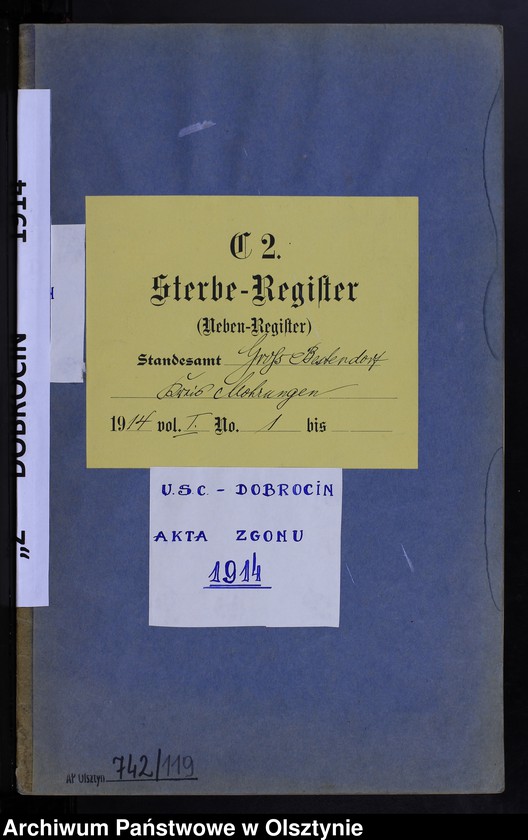 C 2.
Sterbe-Register
(Neben-Register)
Standesamt Groß Bestendorf
Kreis Mohrungen
1914 vol. I. No. 1 bis
U.S.C. - DOBROCIN
AKTA ZGONU
1914
"Z DOBROCIN 1914
AP Olsztyn 742/119
Archiwum Państwowe w Olsztynie